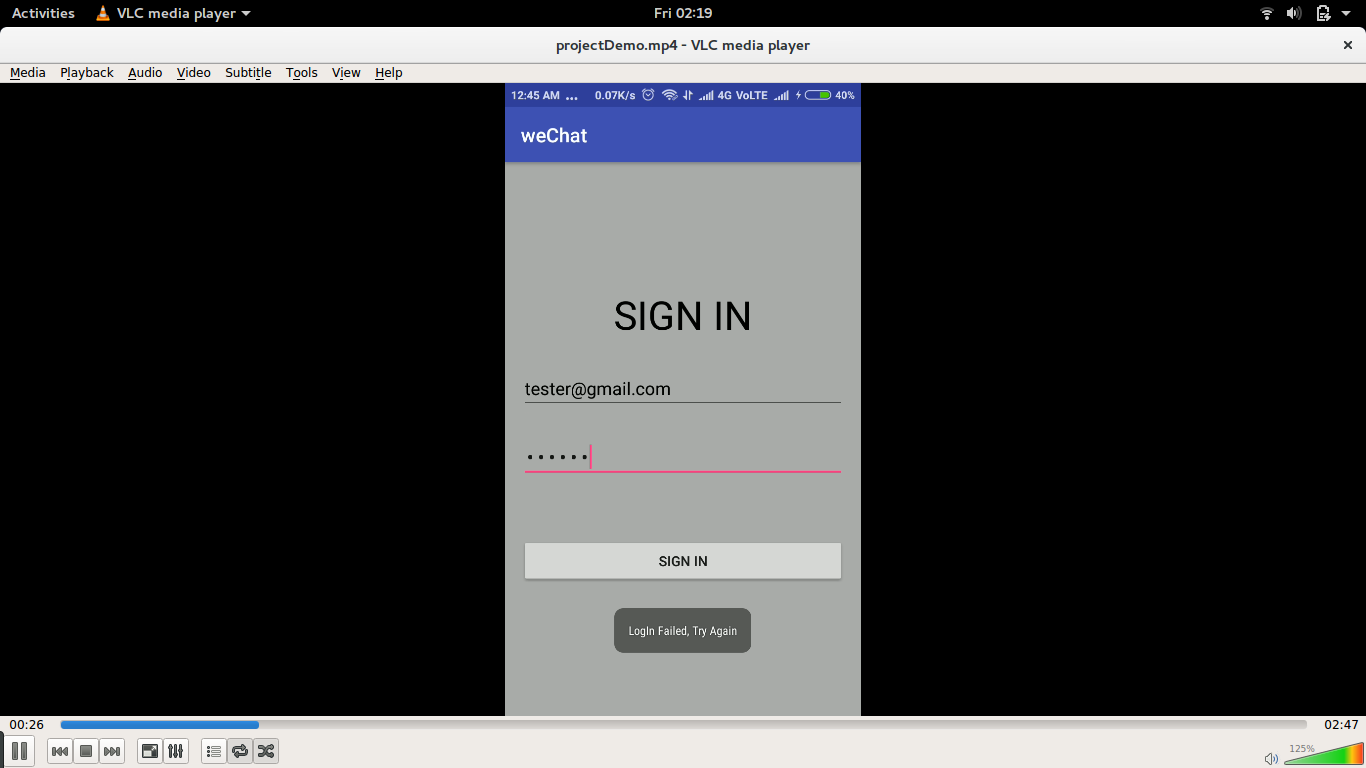 Activities VLC media player Fri 02:19
projectDemo.mp4 - VLC media player
Media Playback Audio Video Subtitle Tools View Help
12:45 AM ... 0.07K/s 4G VoLTE 40%
weChat
SIGN IN
tester@gmail.com
••••••
SIGN IN
LogIn Failed, Try Again
00:26 02:47
125%